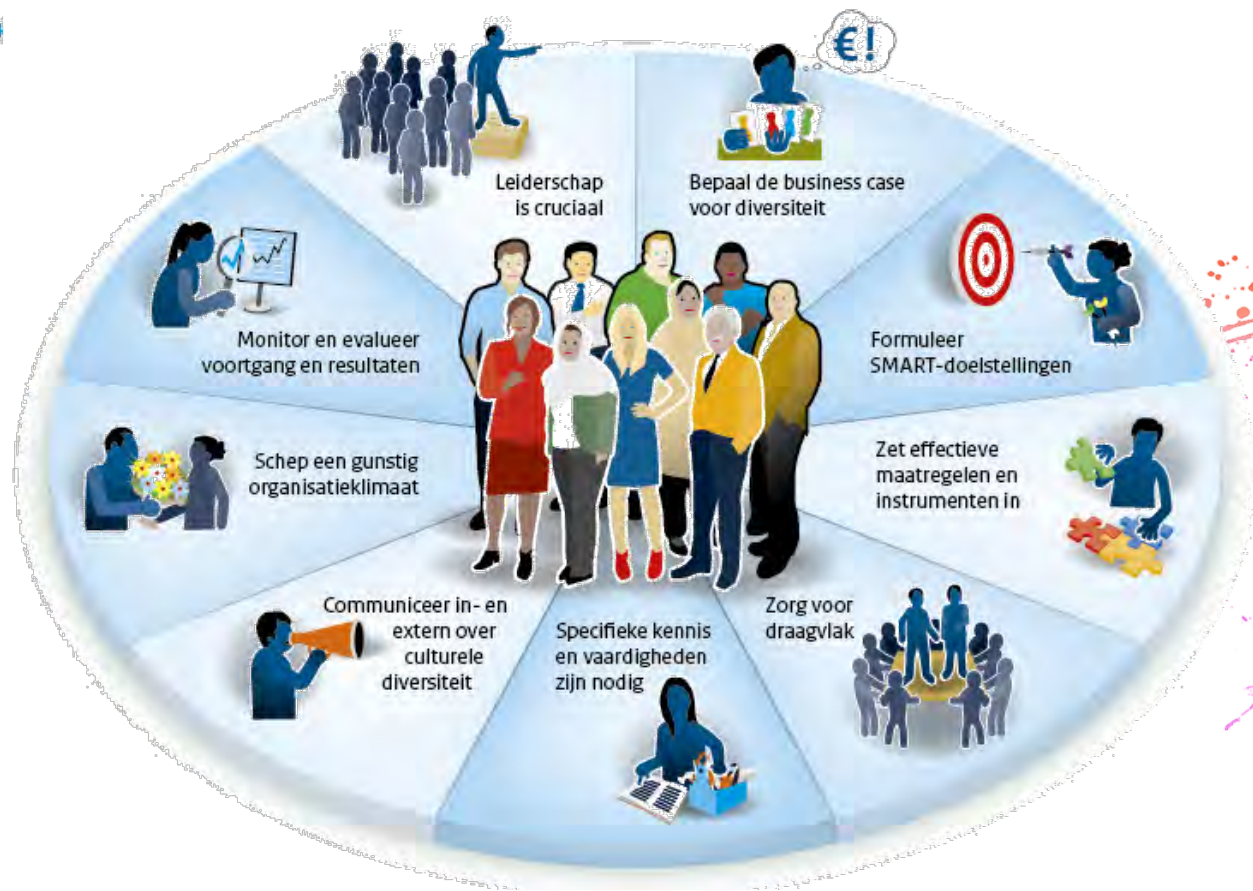 €!
Leiderschap
is cruciaal
Bepaal de business case
voor diversiteit
Formuleer
SMART-doelstellingen
Zet effectieve
maatregelen en
instrumenten in
Zorg voor
draagvlak
Specifieke kennis
en vaardigheden
zijn nodig
Communiceer in- en
extern over
culturele
diversiteit
Schep een gunstig
organisatieklimaat
Monitor en evalueer
voortgang en resultaten